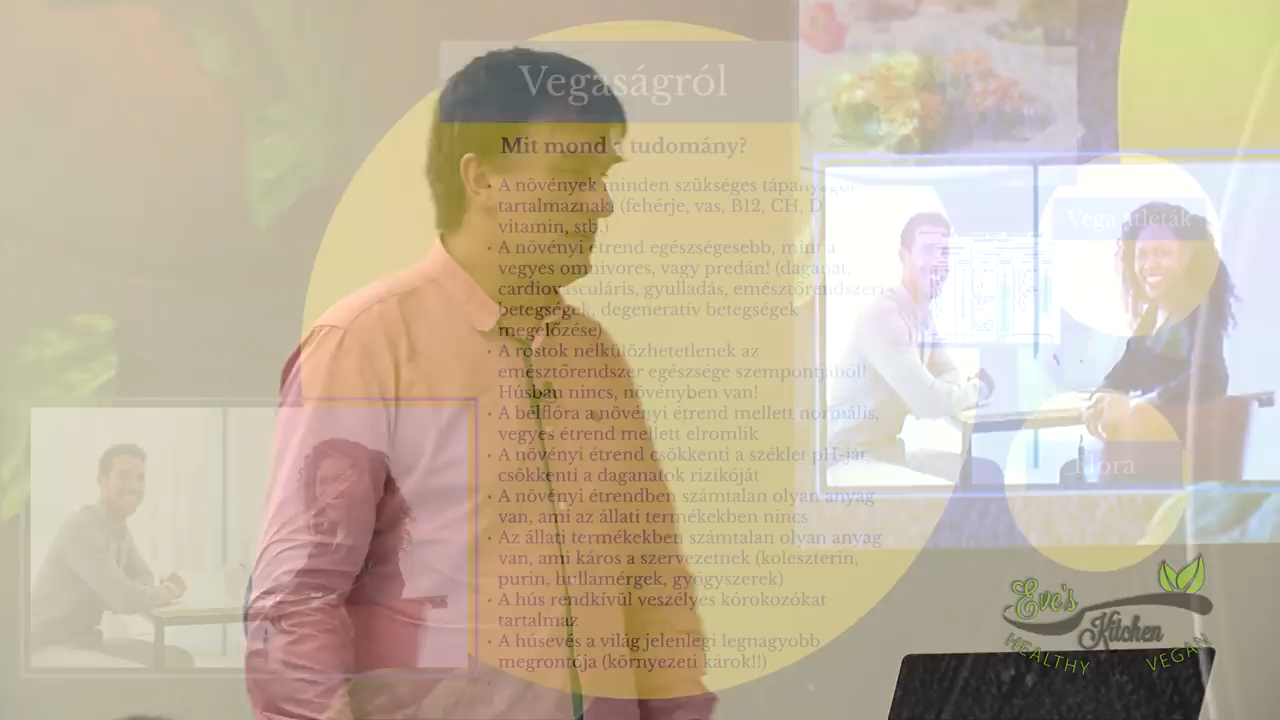 Vegaságról
Mit mond a tudomány?
• A növények minden szükséges tápanyagot
tartalmaznak (fehérje, vas, B12, CH, D
vitamin, stb.)
• A növényi étrend egészségesebb, mint a
vegyes omnivores, vagy predán! (daganat,
cardiovasculáris, gyulladás, emésztőrendszeri
betegségek, degeneratív betegségek
megelőzése)
• A rostok nélkülözhetetlenek az
emésztőrendszer egészsége szempontjából!
Húsban nincs, növényben van!
• A bélflóra a növényi étrend mellett normális,
vegyes étrend mellett elromlik
• A növényi étrend csökkenti a széklet pH-ját,
csökkenti a daganatok rizikóját
• A növényi étrendben számtalan olyan anyag
van, ami az állati termékekben nincs
• Az állati termékekben számtalan olyan anyag
van, ami káros a szervezetnek (koleszterin,
purin, hullamérgek, gyógyszerek)
• A hús rendkívül veszélyes kórokozókat
tartalmaz
• A húsevés a világ jelenlegi legnagyobb
megrontója (környezeti károk!!)
Vega atléták
Flóra
Eve's
Kitchen
HEALTHY VEGAN